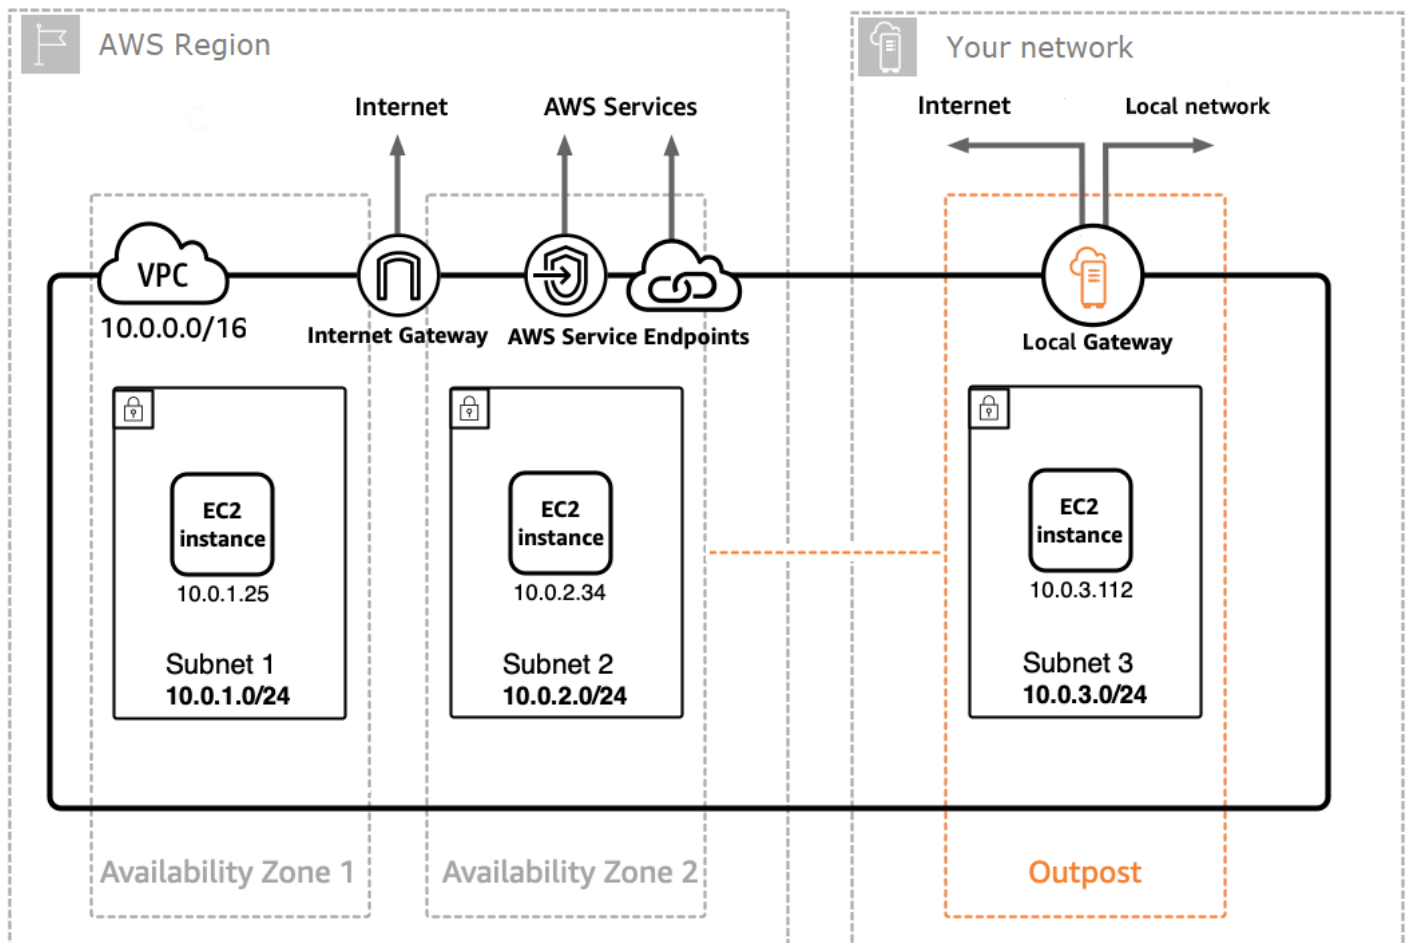 AWS Region
Your network
Internet
AWS Services
Internet
Local network
VPC
10.0.0.0/16
Internet Gateway
AWS Service Endpoints
Local Gateway
EC2
instance
10.0.1.25
Subnet 1
10.0.1.0/24
EC2
instance
10.0.2.34
Subnet 2
10.0.2.0/24
EC2
instance
10.0.3.112
Subnet 3
10.0.3.0/24
Availability Zone 1
Availability Zone 2
Outpost